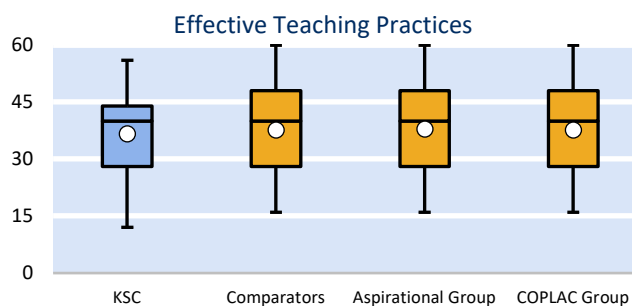 Effective Teaching Practices
60
45
30
15
0
KSC Comparators Aspirational Group COPLAC Group